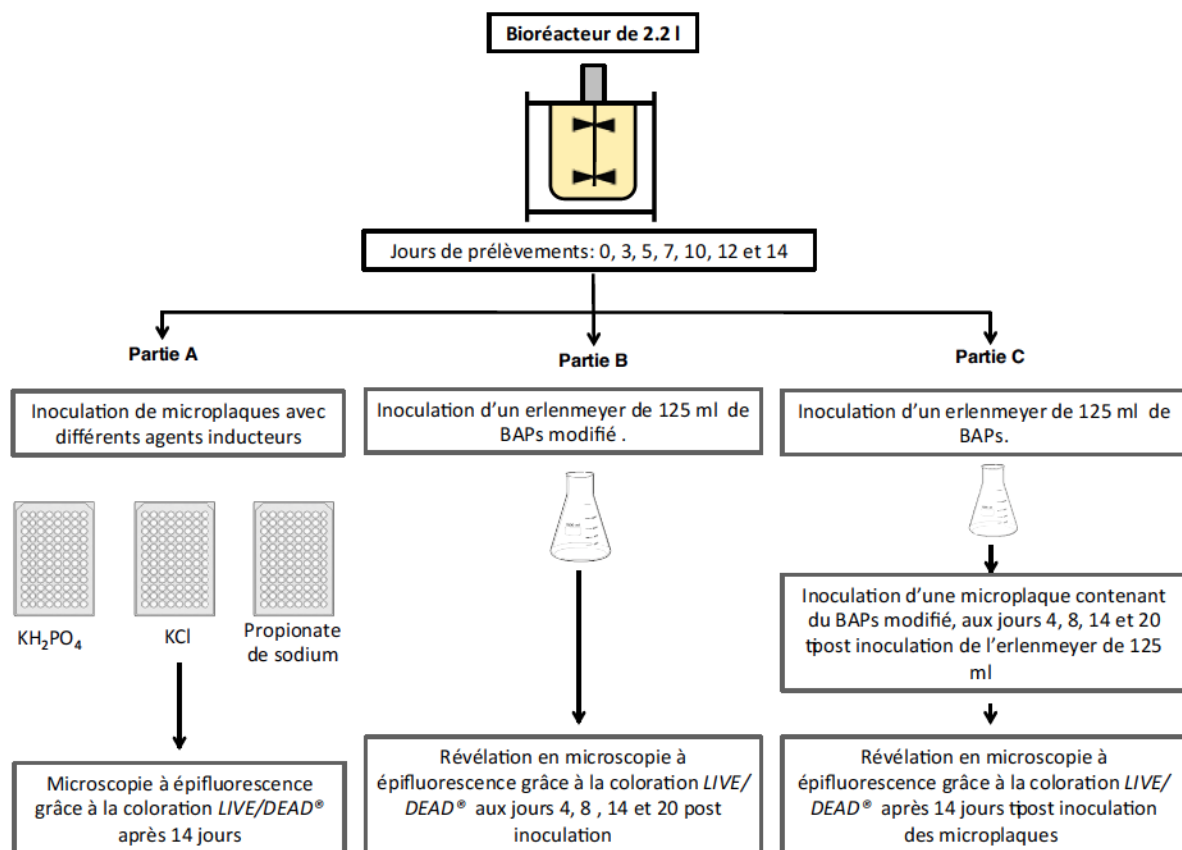 Bioréacteur de 2.2 l
Jours de prélèvements: 0, 3, 5, 7, 10, 12 et 14
Partie A
Inoculation de microplaques avec
différents agents inducteurs
KH₂PO₄
KCl
Propionate
de sodium
Microscopie à épifluorescence
grâce à la coloration LIVE/DEAD®
après 14 jours
Partie B
Inoculation d’un erlenmeyer de 125 ml de
BAPs modifié .
Révélation en microscopie à
épifluorescence grâce à la coloration LIVE/
DEAD® aux jours 4, 8 , 14 et 20 post
inoculation
Partie C
Inoculation d’un erlenmeyer de 125 ml de
BAPs.
Inoculation d’une microplaque contenant
du BAPs modifié, aux jours 4, 8, 14 et 20
tipost inoculation de l’erlenmeyer de 125
ml
Révélation en microscopie à
épifluorescence grâce à la coloration LIVE/
DEAD® après 14 jours tipost inoculation
des microplaques